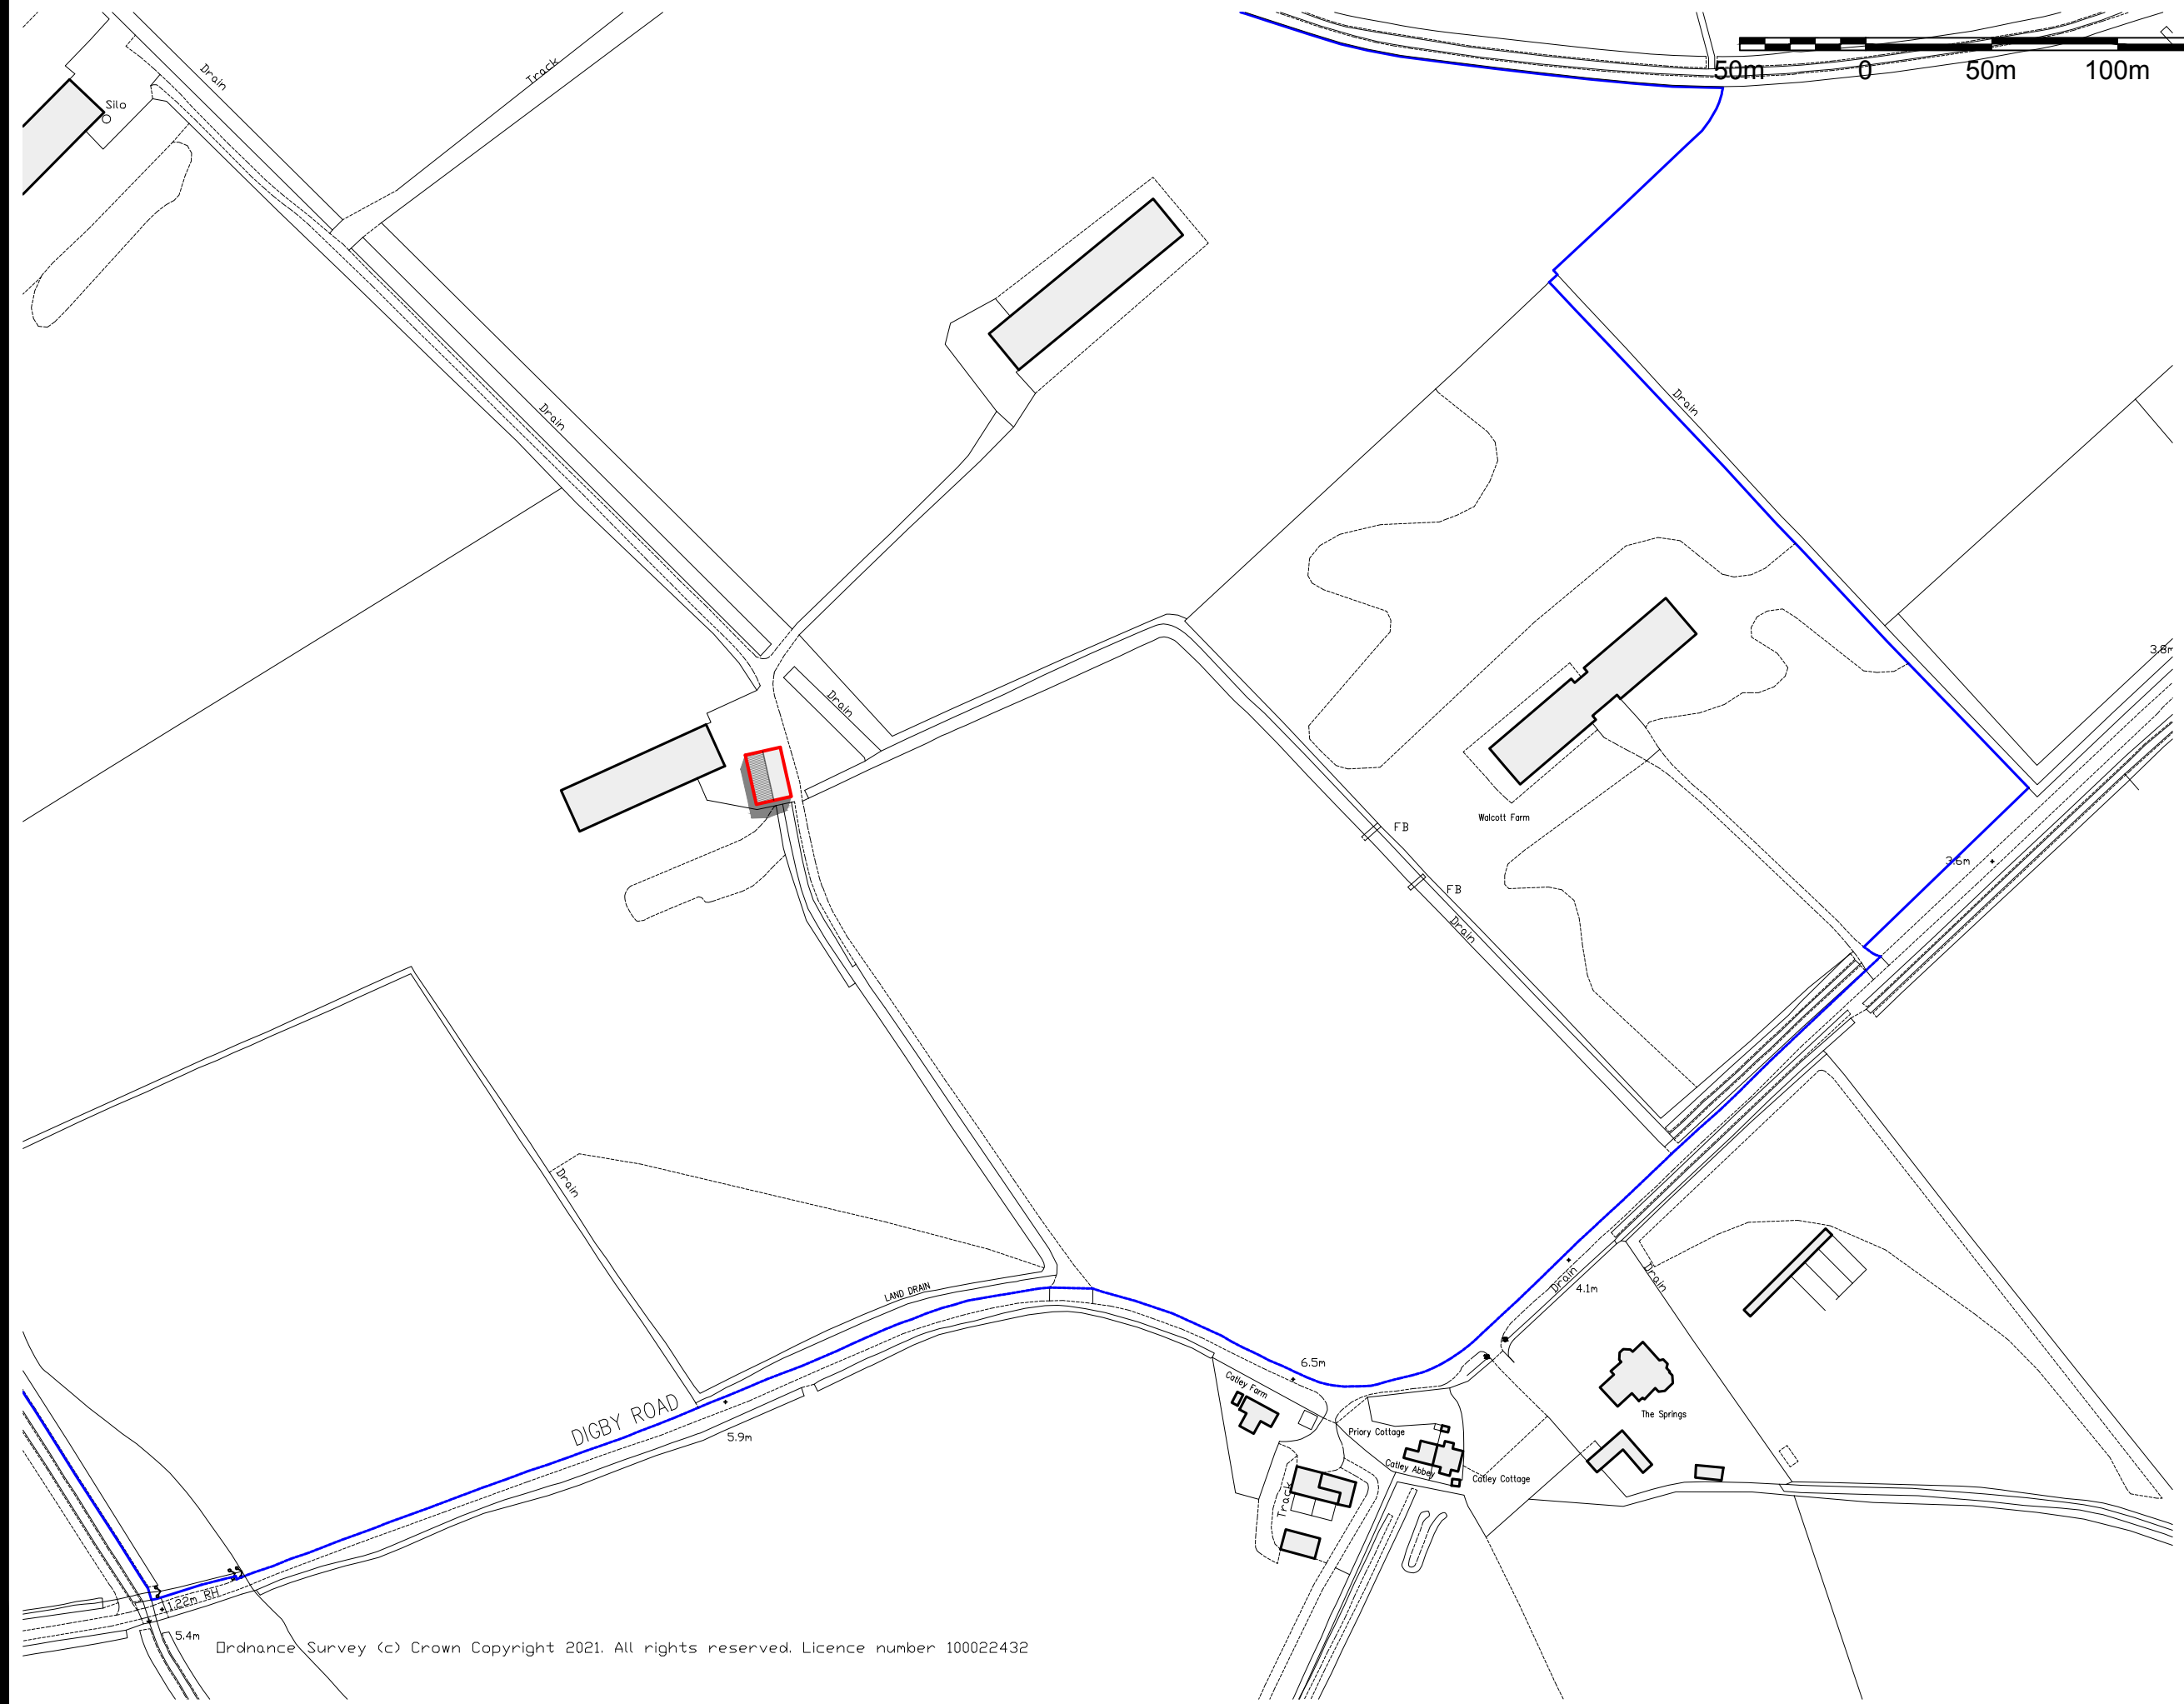 50m 0 50m 100m
Drain
Track
Silo
Drain
Drain
3.8m
Drain
Walcott Farm
FB
3.6m
FB
Drain
Drain
LAND DRAIN
Drain
Drain
4.1m
6.5m
Catley Farm
DIGBY ROAD
The Springs
5.9m
Priory Cottage
Catley Abbey
Catley Cottage
Track
1.22m RH
5.4m
Ordnance Survey (c) Crown Copyright 2021. All rights reserved. Licence number 100022432